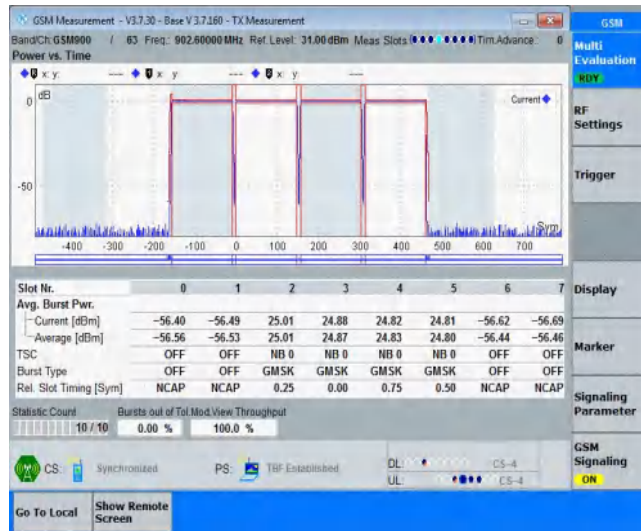 GSM Measurement - V3.7.30 - Base V 3.7.160 - TX Measurement
GSM
Band/Ch: GSM900 / 63 Freq.: 902.60000 MHz Ref. Level: 31.00 dBm Meas Slots Tim.Advance: 0
Power vs. Time
x: y: --- x: y: --- x: y: ---
dB
Current
0
-50
Sym
-400 -300 -200 -100 0 100 200 300 400 500 600 700
Slot Nr. 0 1 2 3 4 5 6 7
Avg. Burst Pwr.
Current [dBm] -56.40 -56.49 25.01 24.88 24.82 24.81 -56.62 -56.69
Average [dBm] -56.56 -56.53 25.01 24.87 24.83 24.80 -56.44 -56.46
TSC OFF OFF NB 0 NB 0 NB 0 NB 0 OFF OFF
Burst Type OFF OFF GMSK GMSK GMSK GMSK OFF OFF
Rel. Slot Timing [Sym] NCAP NCAP 0.25 0.00 0.75 0.50 NCAP NCAP
Statistic Count Bursts out of Tol. Mod.View Throughput
10 / 10 0.00 % 100.0 %
CS: Synchronized PS: TBF Established DL: CS-4
UL: CS-4
Multi
Evaluation
RDY
RF
Settings
Trigger
Display
Marker
Signaling
Parameter
GSM
Signaling
ON
Go To Local
Show Remote
Screen